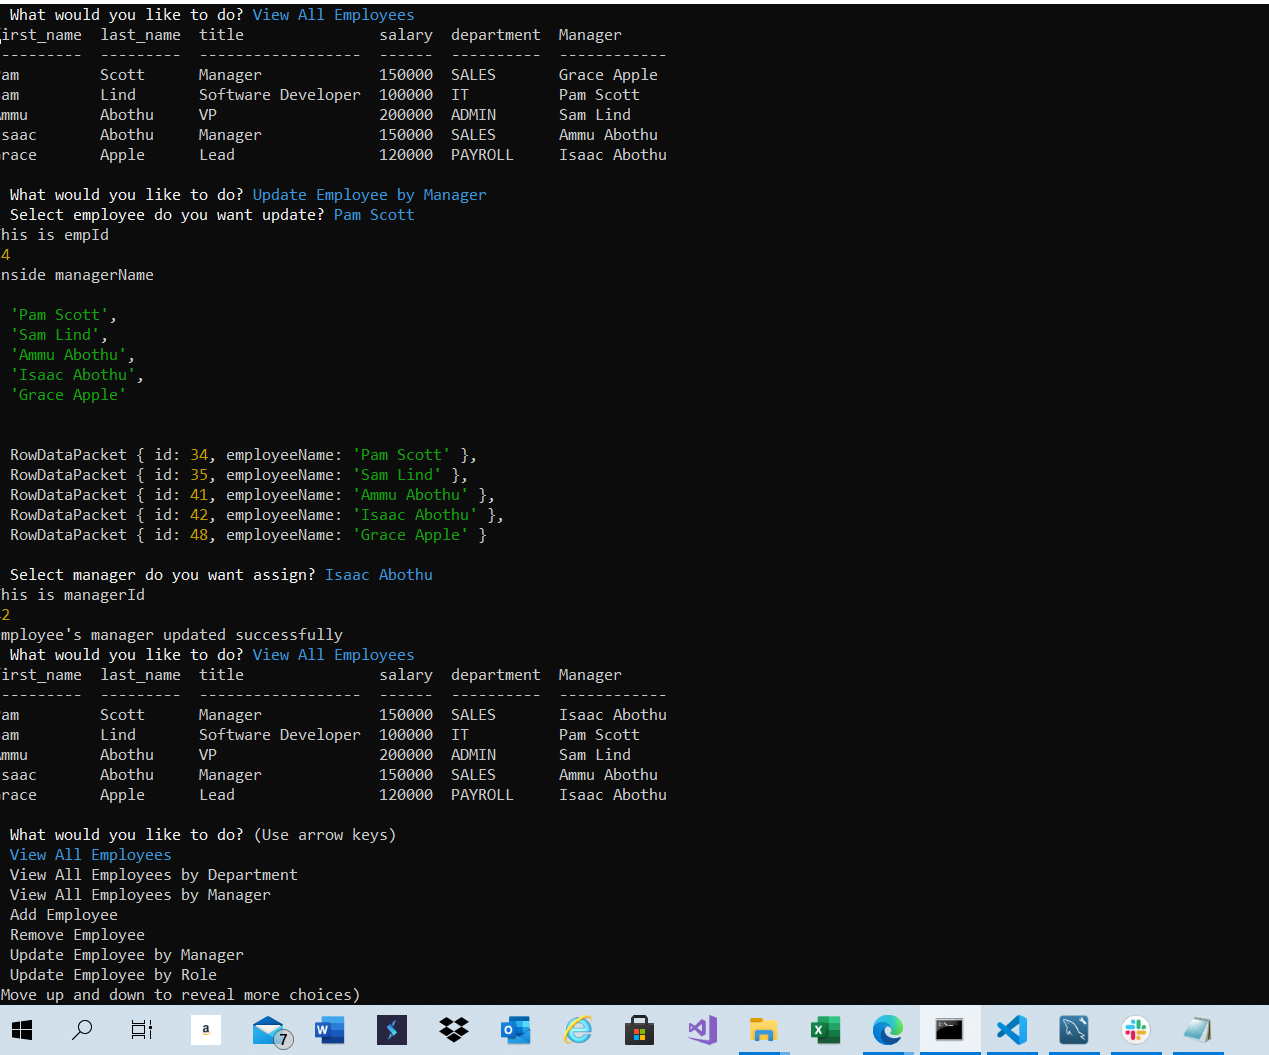 What would you like to do? View All Employees
irst_name  last_name  title               salary  department  Manager
---------  ---------  ------------------  ------  ----------  ------------
am         Scott      Manager             150000  SALES       Grace Apple
am         Lind       Software Developer  100000  IT          Pam Scott
mmu        Abothu     VP                  200000  ADMIN       Sam Lind
saac       Abothu     Manager             150000  SALES       Ammu Abothu
race       Apple      Lead                120000  PAYROLL     Isaac Abothu
What would you like to do? Update Employee by Manager
Select employee do you want update? Pam Scott
his is empId
4
nside managerName
'Pam Scott',
'Sam Lind',
'Ammu Abothu',
'Isaac Abothu',
'Grace Apple'
RowDataPacket { id: 34, employeeName: 'Pam Scott' },
RowDataPacket { id: 35, employeeName: 'Sam Lind' },
RowDataPacket { id: 41, employeeName: 'Ammu Abothu' },
RowDataPacket { id: 42, employeeName: 'Isaac Abothu' },
RowDataPacket { id: 48, employeeName: 'Grace Apple' }
Select manager do you want assign? Isaac Abothu
his is managerId
2
mployee's manager updated successfully
What would you like to do? View All Employees
irst_name  last_name  title               salary  department  Manager
---------  ---------  ------------------  ------  ----------  ------------
am         Scott      Manager             150000  SALES       Isaac Abothu
am         Lind       Software Developer  100000  IT          Pam Scott
mmu        Abothu     VP                  200000  ADMIN       Sam Lind
saac       Abothu     Manager             150000  SALES       Ammu Abothu
race       Apple      Lead                120000  PAYROLL     Isaac Abothu
What would you like to do? (Use arrow keys)
View All Employees
View All Employees by Department
View All Employees by Manager
Add Employee
Remove Employee
Update Employee by Manager
Update Employee by Role
Move up and down to reveal more choices)
a 7 W O X